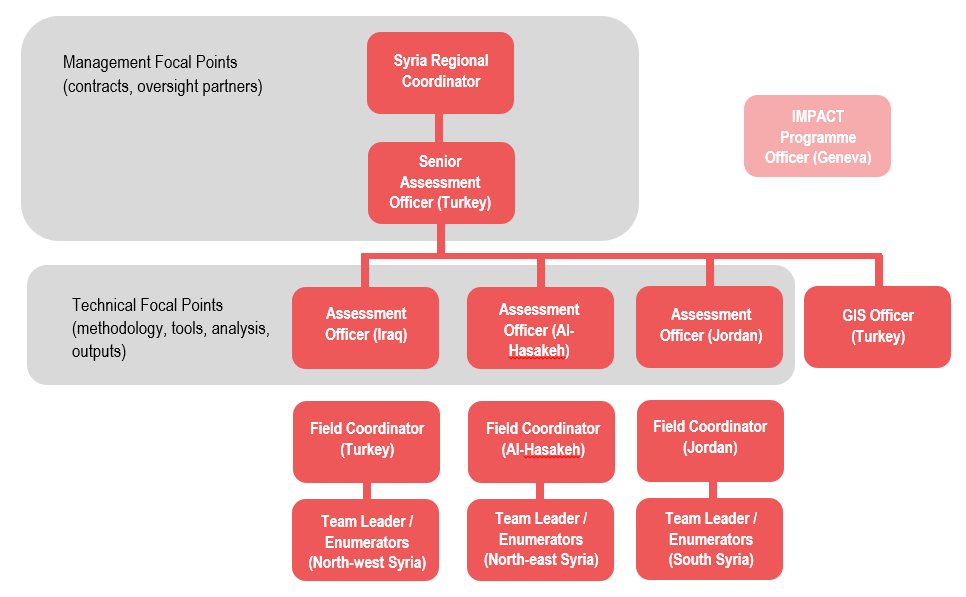 Management Focal Points
(contracts, oversight partners)
Syria Regional
Coordinator
IMPACT
Programme
Officer (Geneva)
Senior
Assessment
Officer (Turkey)
Technical Focal Points
(methodology, tools, analysis,
outputs)
Assessment
Officer (Iraq)
Assessment
Officer (Al-
Hasakeh)
Assessment
Officer (Jordan)
GIS Officer
(Turkey)
Field Coordinator
(Turkey)
Field Coordinator
(Al-Hasakeh)
Field Coordinator
(Jordan)
Team Leader /
Enumerators
(North-west Syria)
Team Leader /
Enumerators
(North-east Syria)
Team Leader /
Enumerators
(South Syria)